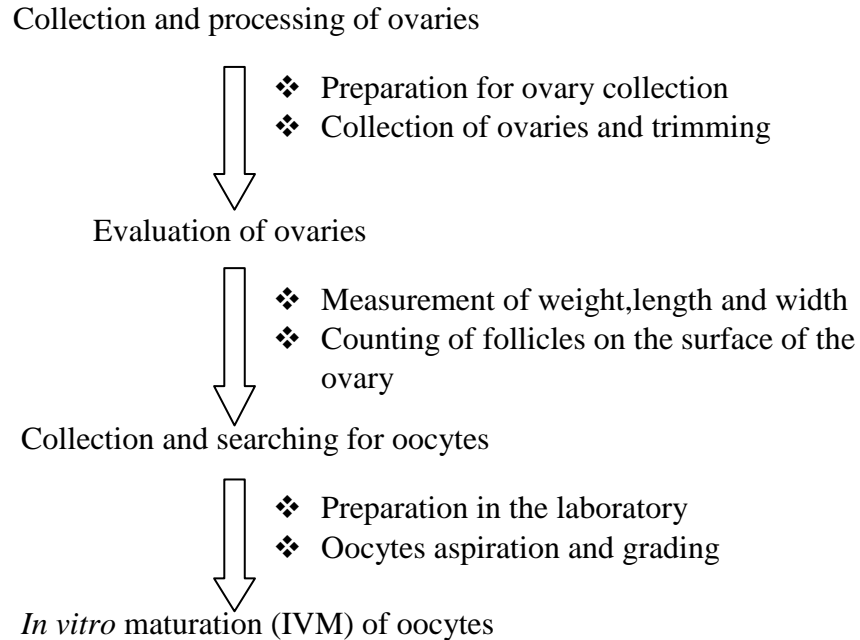 Collection and processing of ovaries
❖ Preparation for ovary collection
❖ Collection of ovaries and trimming
Evaluation of ovaries
❖ Measurement of weight,length and width
❖ Counting of follicles on the surface of the
ovary
Collection and searching for oocytes
❖ Preparation in the laboratory
❖ Oocytes aspiration and grading
In vitro maturation (IVM) of oocytes